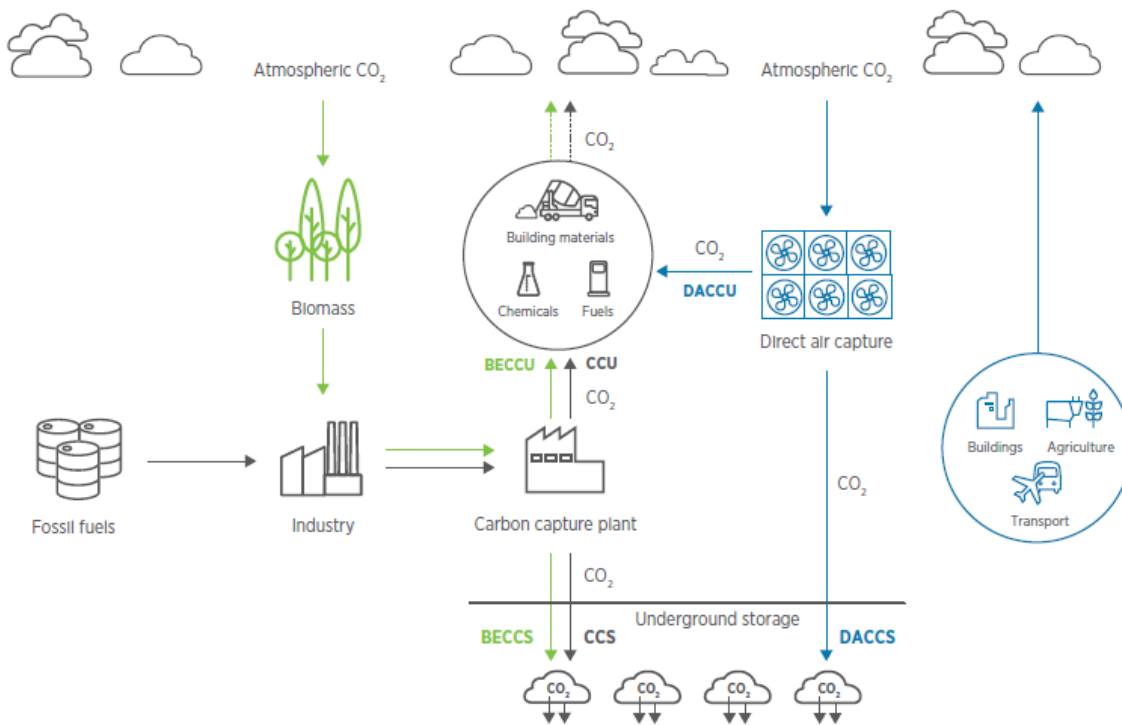 Atmospheric CO₂
Atmospheric CO₂
CO₂
Building materials
Chemicals
Fuels
CO₂
DACCU
Biomass
Direct air capture
BECCU
CCU
CO₂
Buildings
Agriculture
Transport
Fossil fuels
Industry
Carbon capture plant
CO₂
CO₂
Underground storage
BECCS
CCS
DACCS
CO₂
CO₂
CO₂
CO₂